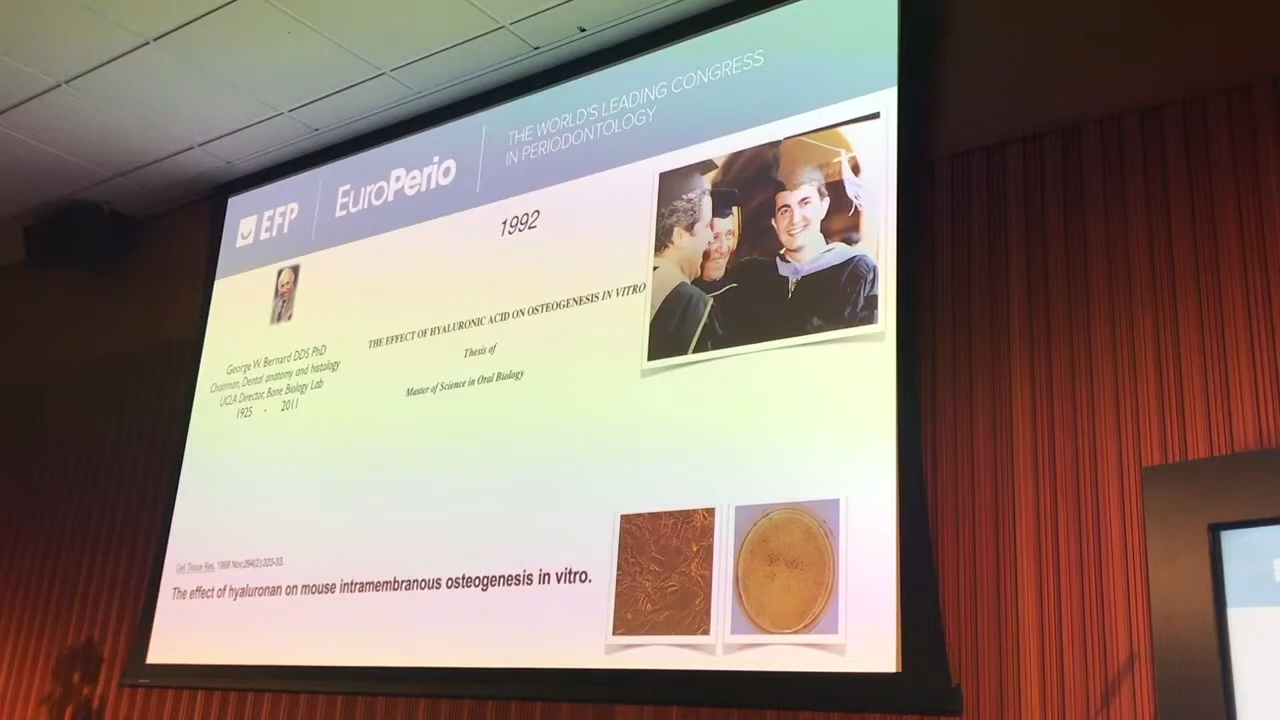 EFP
EuroPerio
THE WORLD'S LEADING CONGRESS
IN PERIODONTOLOGY
1992
George W. Bernard DDS PhD
Chairman, Dental anatomy and histology
UCLA Director, Bone Biology Lab
1925 - 2011
THE EFFECT OF HYALURONIC ACID ON OSTEOGENESIS IN VITRO
Thesis of
Master of Science in Oral Biology
Cell Tissue Res. 1998 Nov;294(2):323-33.
The effect of hyaluronan on mouse intramembranous osteogenesis in vitro.